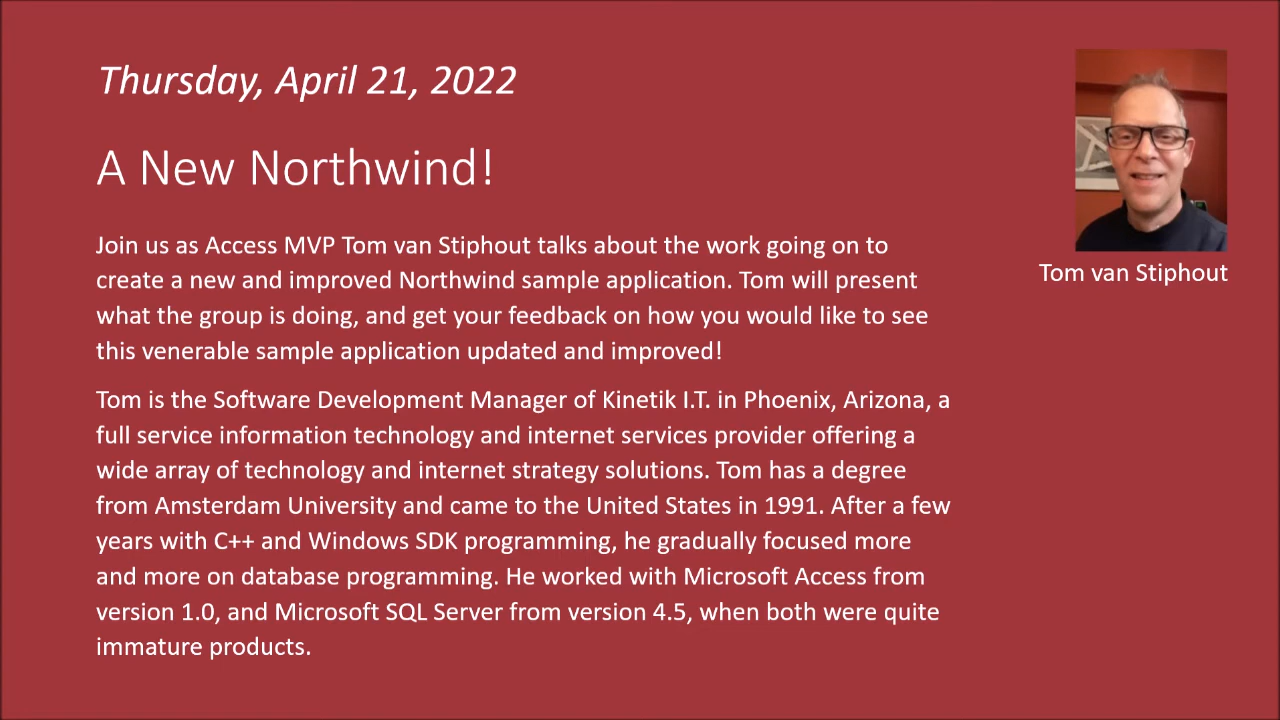 Thursday, April 21, 2022
A New Northwind!
Join us as Access MVP Tom van Stiphout talks about the work going on to
create a new and improved Northwind sample application. Tom will present
what the group is doing, and get your feedback on how you would like to see
this venerable sample application updated and improved!
Tom is the Software Development Manager of Kinetik I.T. in Phoenix, Arizona, a
full service information technology and internet services provider offering a
wide array of technology and internet strategy solutions. Tom has a degree
from Amsterdam University and came to the United States in 1991. After a few
years with C++ and Windows SDK programming, he gradually focused more
and more on database programming. He worked with Microsoft Access from
version 1.0, and Microsoft SQL Server from version 4.5, when both were quite
immature products.
Tom van Stiphout